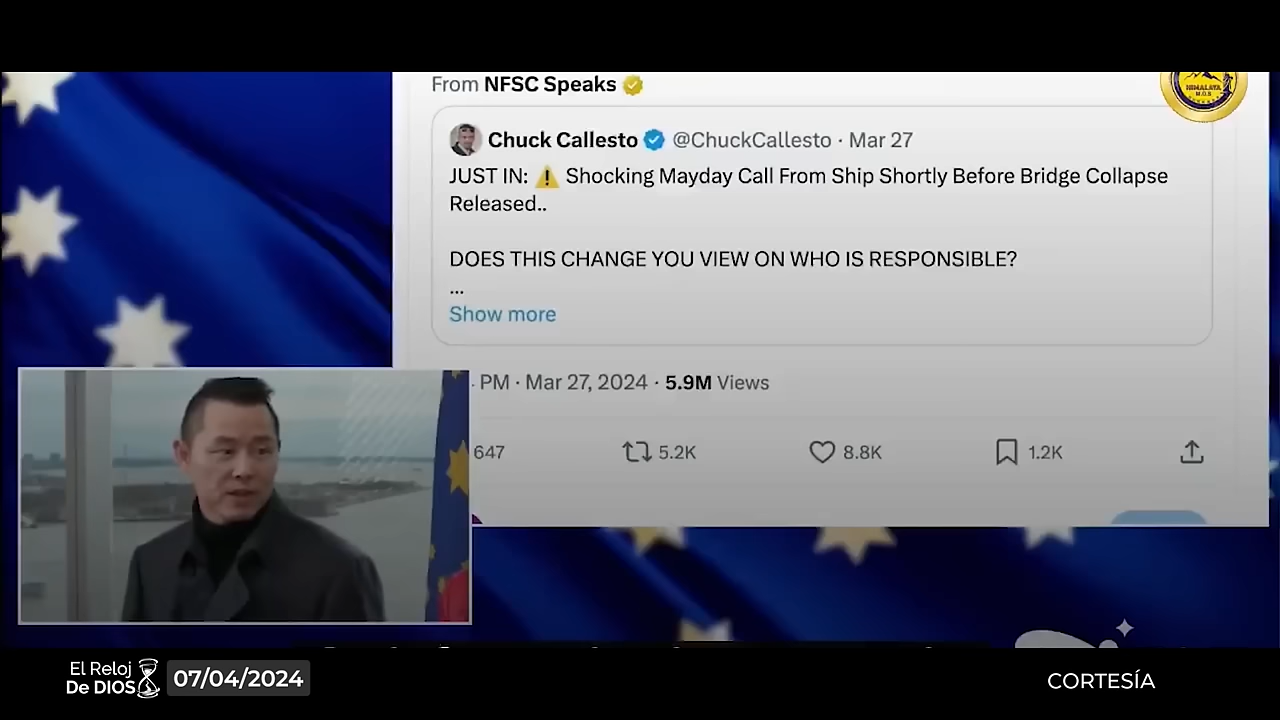 From NFSC Speaks
HIMALAYA
Chuck Callesto @ChuckCallesto · Mar 27
JUST IN: ⚠️ Shocking Mayday Call From Ship Shortly Before Bridge Collapse
Released..
DOES THIS CHANGE YOU VIEW ON WHO IS RESPONSIBLE?
...
Show more
PM · Mar 27, 2024 · 5.9M Views
647 5.2K 8.8K 1.2K
El Reloj
De DIOS
07/04/2024
CORTESÍA